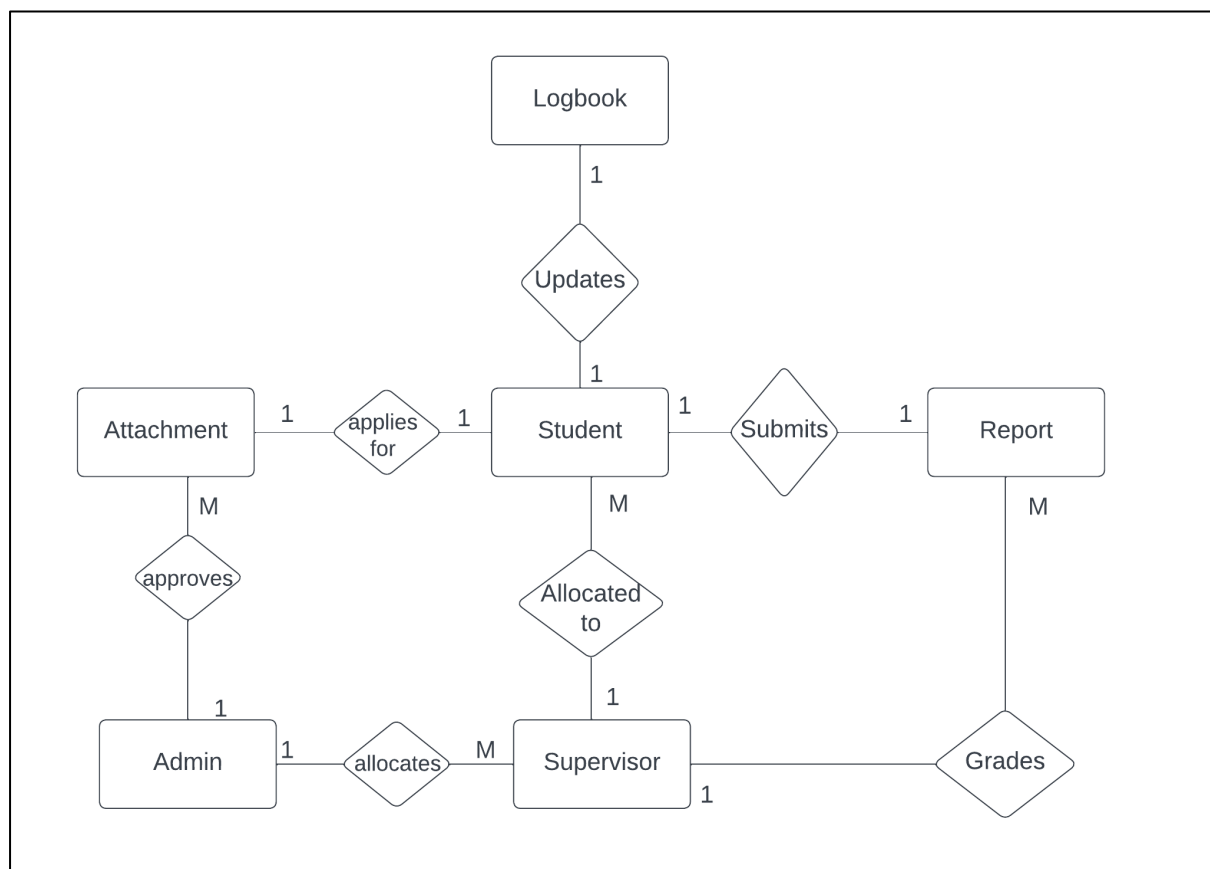 Logbook
1
Updates
1
Attachment
1
applies
for
1
Student
1
Submits
1
Report
M
approves
1
M
Allocated
to
1
M
Admin
1
allocates
M
Supervisor
1
Grades